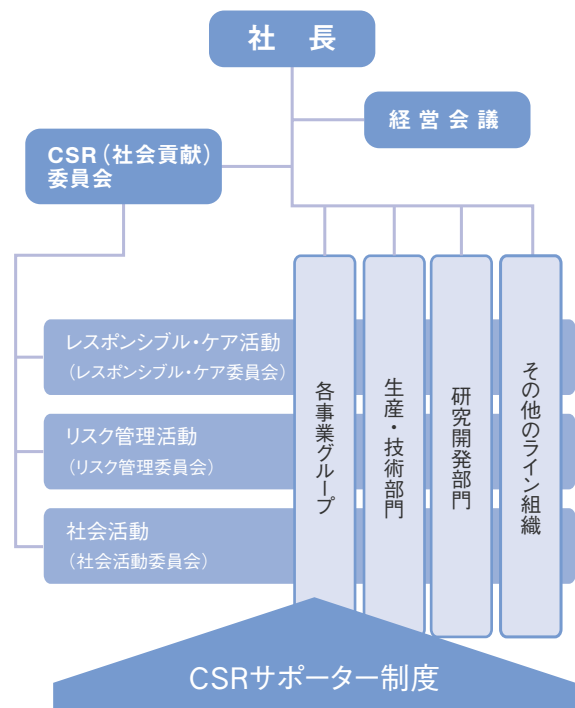 社長
経営会議
CSR（社会貢献）
委員会
レスポンシブル・ケア活動
（レスポンシブル・ケア委員会）
リスク管理活動
（リスク管理委員会）
社会活動
（社会活動委員会）
各事業グループ
生産・技術部門
研究開発部門
その他のライン組織
CSRサポーター制度